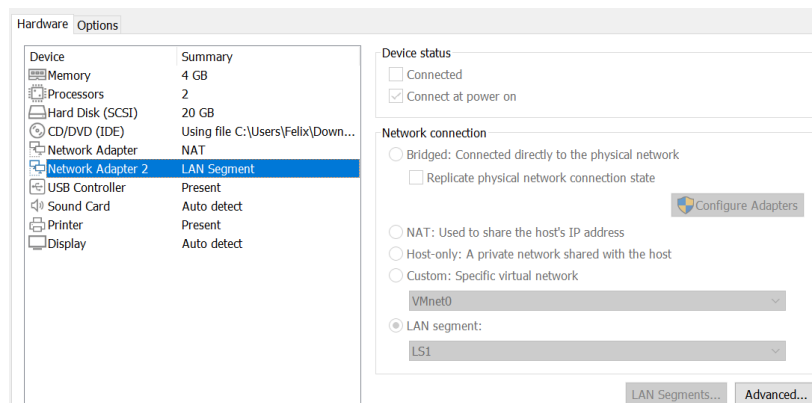 Hardware Options
Device Summary
Memory 4 GB
Processors 2
Hard Disk (SCSI) 20 GB
CD/DVD (IDE) Using file C:\Users\Felix\Down...
Network Adapter NAT
Network Adapter 2 LAN Segment
USB Controller Present
Sound Card Auto detect
Printer Present
Display Auto detect
Device status
Connected
Connect at power on
Network connection
Bridged: Connected directly to the physical network
Replicate physical network connection state
Configure Adapters
NAT: Used to share the host's IP address
Host-only: A private network shared with the host
Custom: Specific virtual network
VMnet0
LAN segment:
LS1
LAN Segments... Advanced...